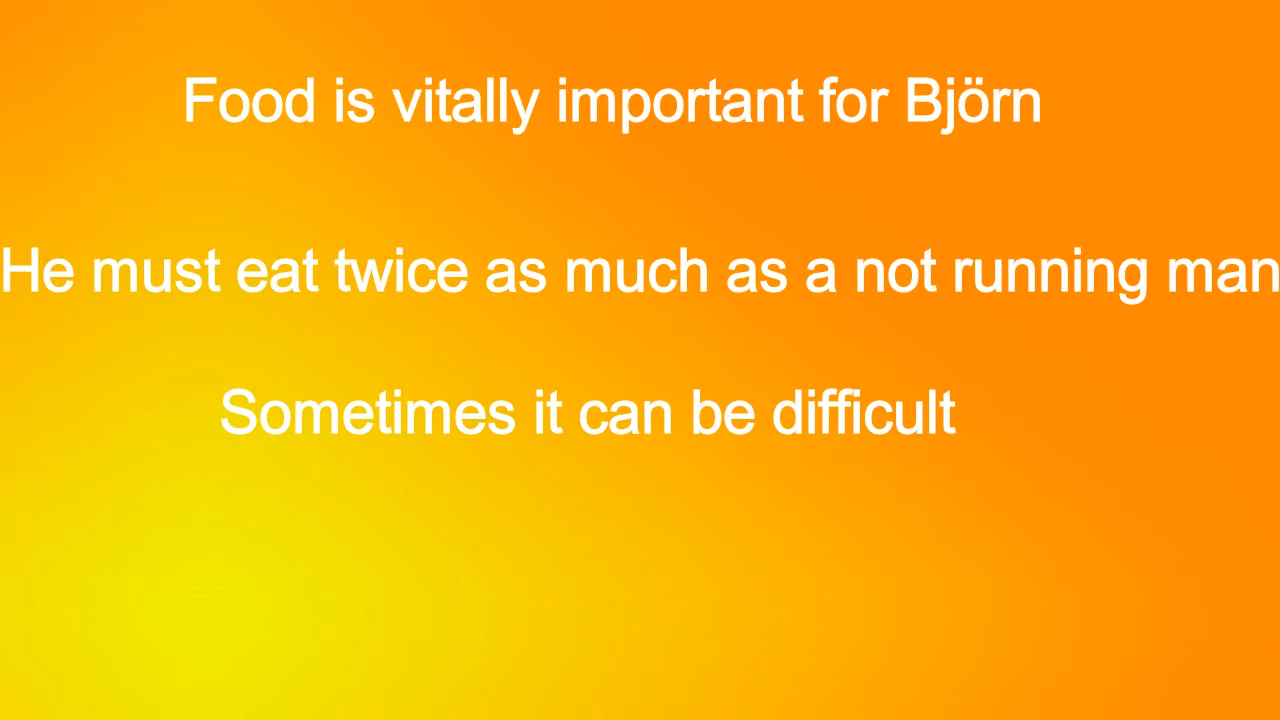 Food is vitally important for Björn
He must eat twice as much as a not running man
Sometimes it can be difficult